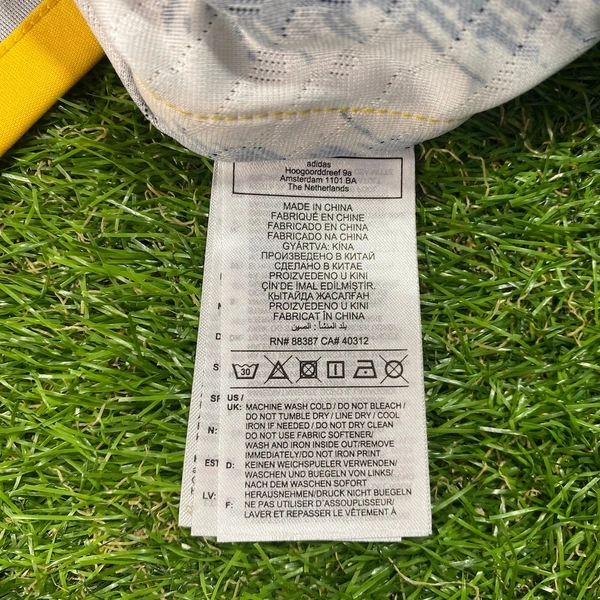 adidas
Hoogoorddreef 9a
Amsterdam 1101 BA
The Netherlands
MADE IN CHINA
FABRIQUÉ EN CHINE
FABRICADO EN CHINA
FABRICADO NA CHINA
GYÁRTVA: KÍNA
ПРОИЗВЕДЕНО В КИТАЙ
СДЕЛАНО В КИТАЕ
PROIZVEDENO U KINI
ÇİN'DE İMAL EDİLMİŞTİR.
ҚЫТАЙДА ЖАСАЛҒАН
PROIZVEDENO U KINI
FABRICAT ÎN CHINA
بلد المنشأ : الصين
RN# 88387 CA# 40312
30
US /
UK: MACHINE WASH COLD / DO NOT BLEACH /
DO NOT TUMBLE DRY / LINE DRY / COOL
IRON IF NEEDED / DO NOT DRY CLEAN
DO NOT USE FABRIC SOFTENER/
WASH AND IRON INSIDE OUT/REMOVE
IMMEDIATELY/DO NOT IRON PRINT
D: KEINEN WEICHSPUELER VERWENDEN/
WASCHEN UND BUEGELN VON LINKS/
NACH DEM WASCHEN SOFORT
HERAUSNEHMEN/DRUCK NICHT BUEGELN
F: NE PAS UTILISER D'ASSOUPLISSEUR/
LAVER ET REPASSER LE VÊTEMENT À
N:
EST
LV: